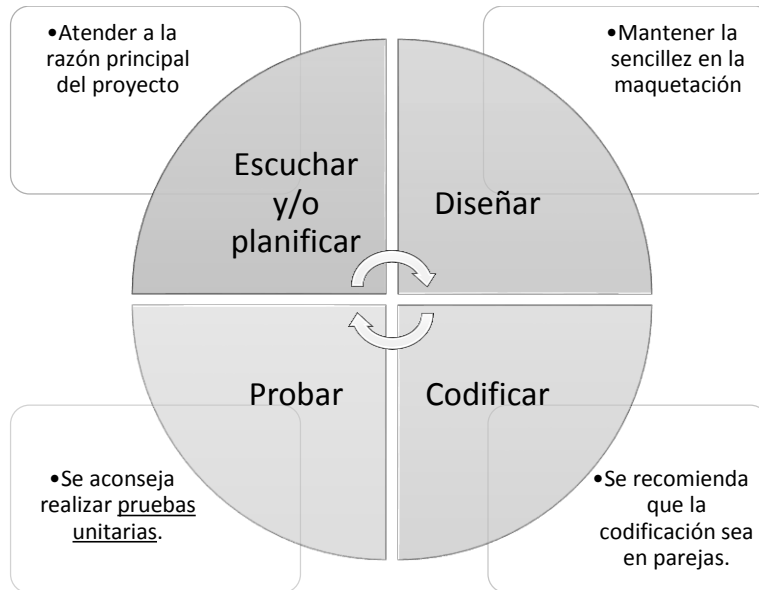 •Atender a la
razón principal
del proyecto
•Mantener la
sencillez en la
maquetación
Escuchar
y/o
planificar
Diseñar
Probar
Codificar
•Se aconseja
realizar pruebas
unitarias.
•Se recomienda
que la
codificación sea
en parejas.